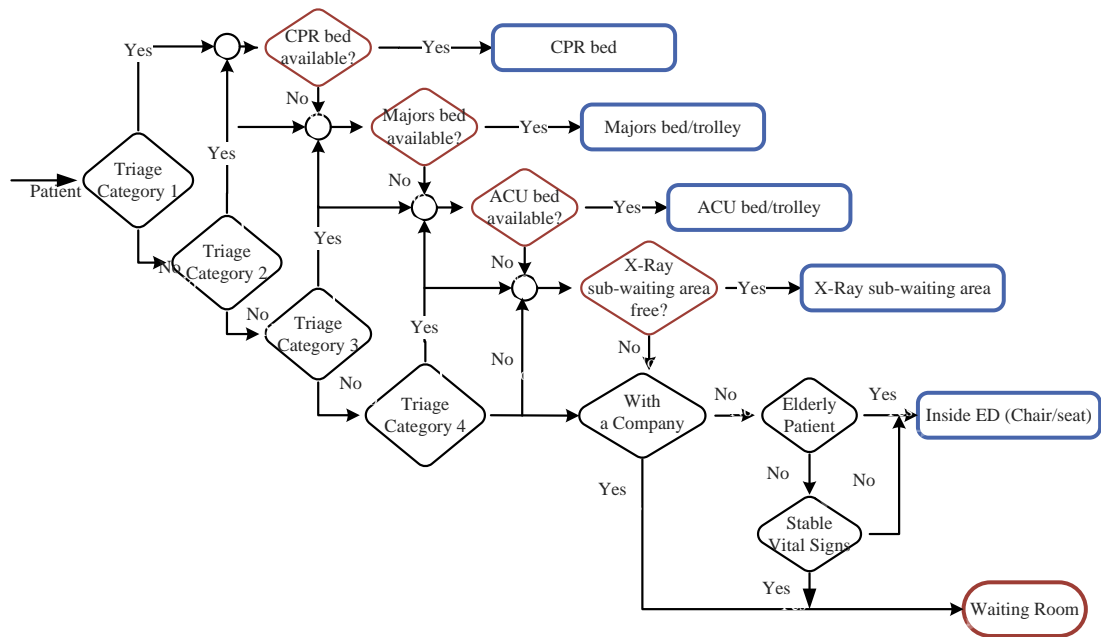 Yes
CPR bed
available?
Yes
CPR bed
No
Majors bed
available?
Yes
Majors bed/trolley
Patient
Triage
Category 1
Yes
No
ACU bed
available?
Yes
ACU bed/trolley
No
Triage
Category 2
Yes
No
X-Ray
sub-waiting area
free?
Yes
X-Ray sub-waiting area
No
Triage
Category 3
Yes
No
No
No
Triage
Category 4
With
a Company
No
Elderly
Patient
Yes
Inside ED (Chair/seat)
Yes
No
No
Stable
Vital Signs
Yes
Waiting Room